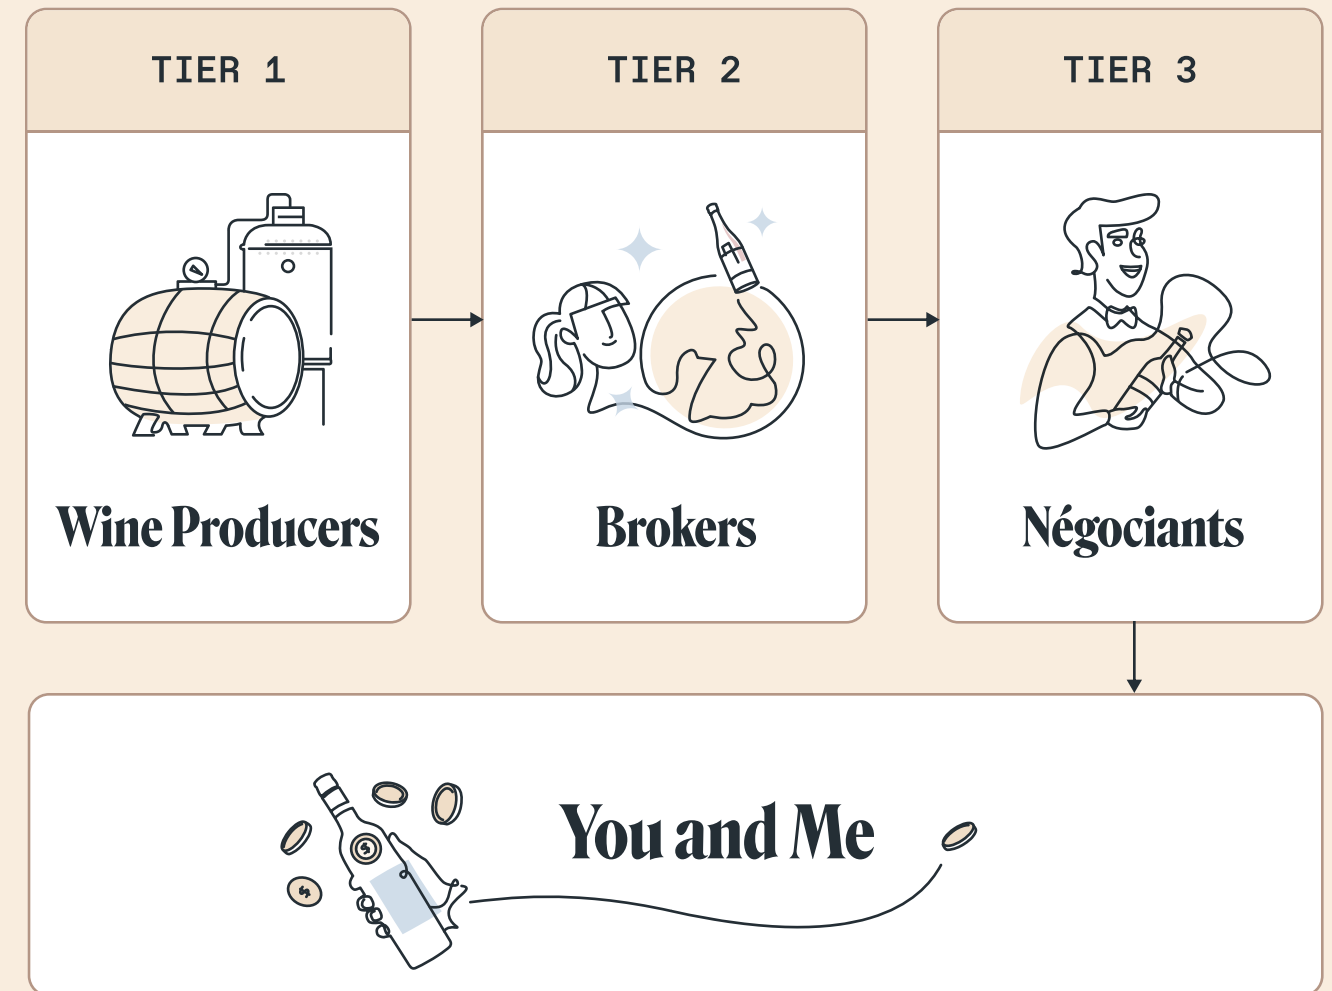 TIER 1
TIER 2
TIER 3
Wine Producers
Brokers
Négociants
You and Me